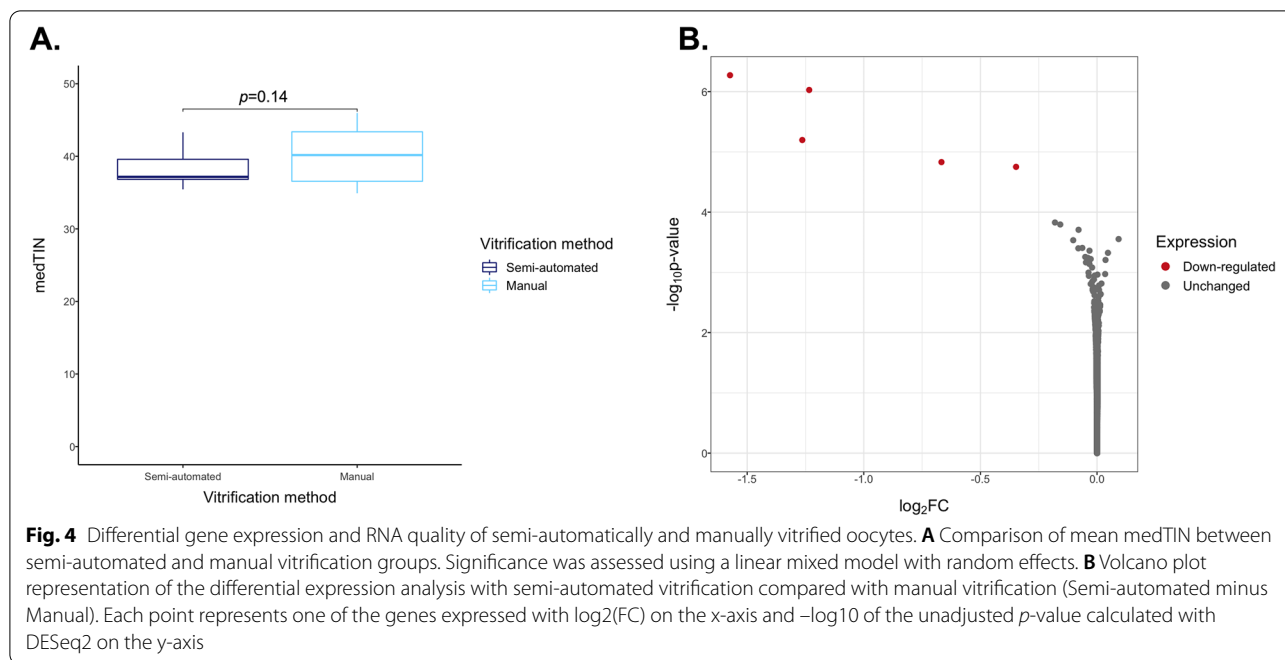 A.
50
40
30
20
10
0
medTIN
p=0.14
Semi-automated
Manual
Vitrification method
Vitrification method
Semi-automated
Manual
B.
6
4
2
0
-log10p-value
-1.5
-1.0
-0.5
0.0
log2FC
Expression
Down-regulated
Unchanged
Fig. 4 Differential gene expression and RNA quality of semi-automatically and manually vitrified oocytes. A Comparison of mean medTIN between
semi-automated and manual vitrification groups. Significance was assessed using a linear mixed model with random effects. B Volcano plot
representation of the differential expression analysis with semi-automated vitrification compared with manual vitrification (Semi-automated minus
Manual). Each point represents one of the genes expressed with log2(FC) on the x-axis and –log10 of the unadjusted p-value calculated with
DESeq2 on the y-axis